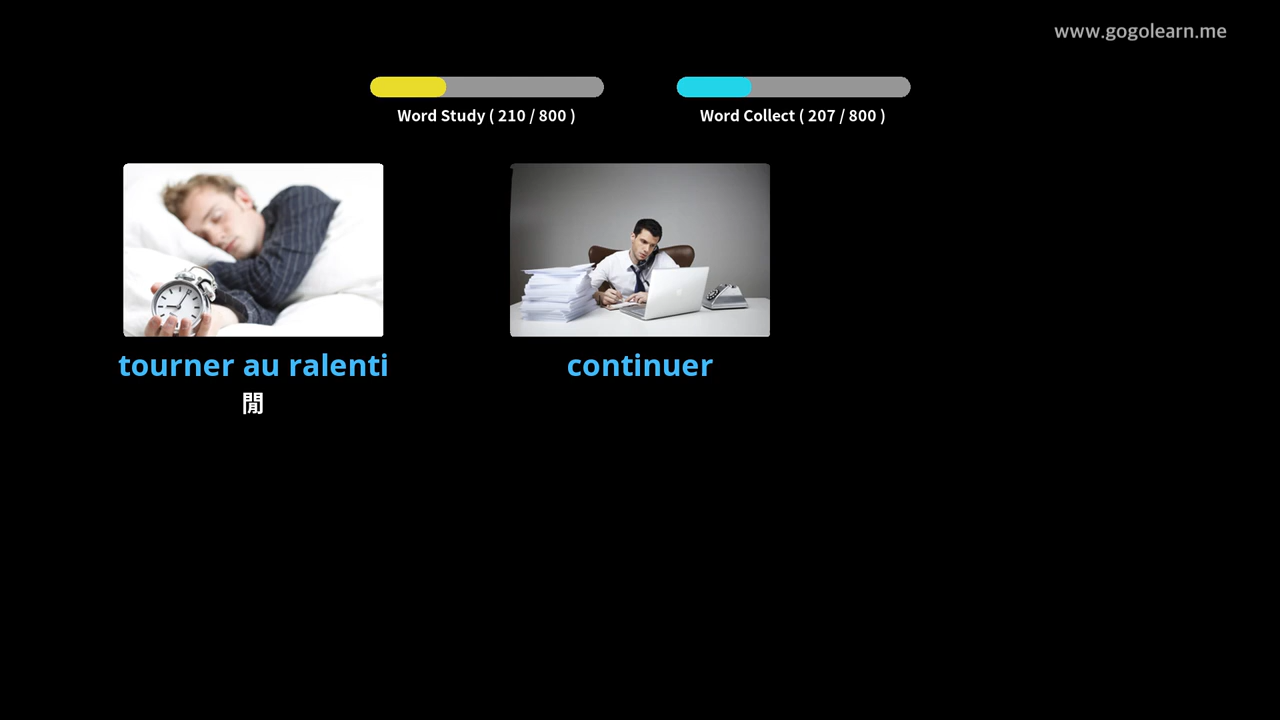 www.gogolearn.me
Word Study ( 210 / 800 )
Word Collect ( 207 / 800 )
tourner au ralenti
閒
continuer